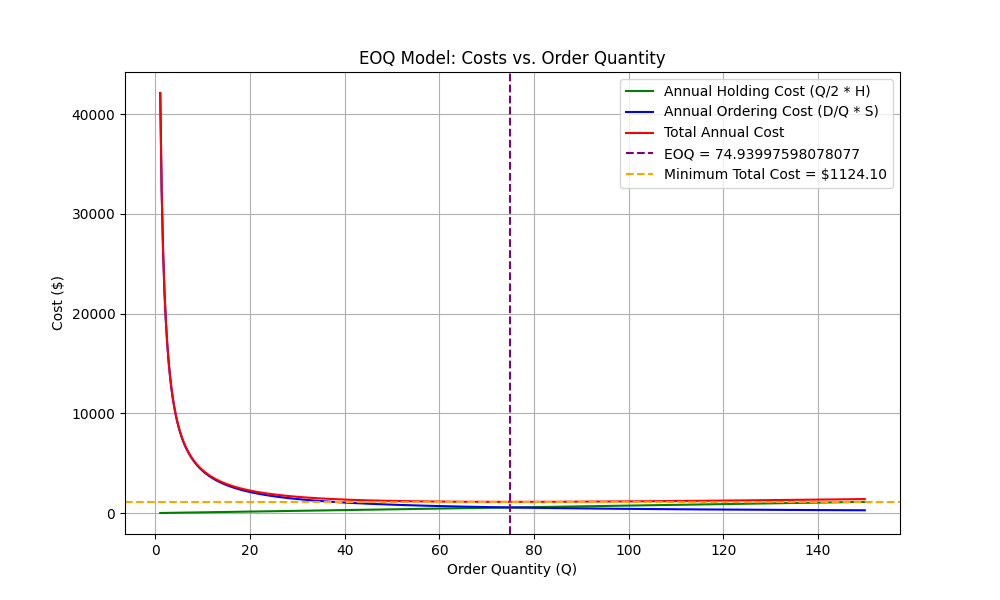 EOQ Model: Costs vs. Order Quantity
Annual Holding Cost (Q/2 * H)
Annual Ordering Cost (D/Q * S)
Total Annual Cost
EOQ = 74.93997598078077
Minimum Total Cost = $1124.10
Cost ($)
40000
30000
20000
10000
0
0 20 40 60 80 100 120 140
Order Quantity (Q)